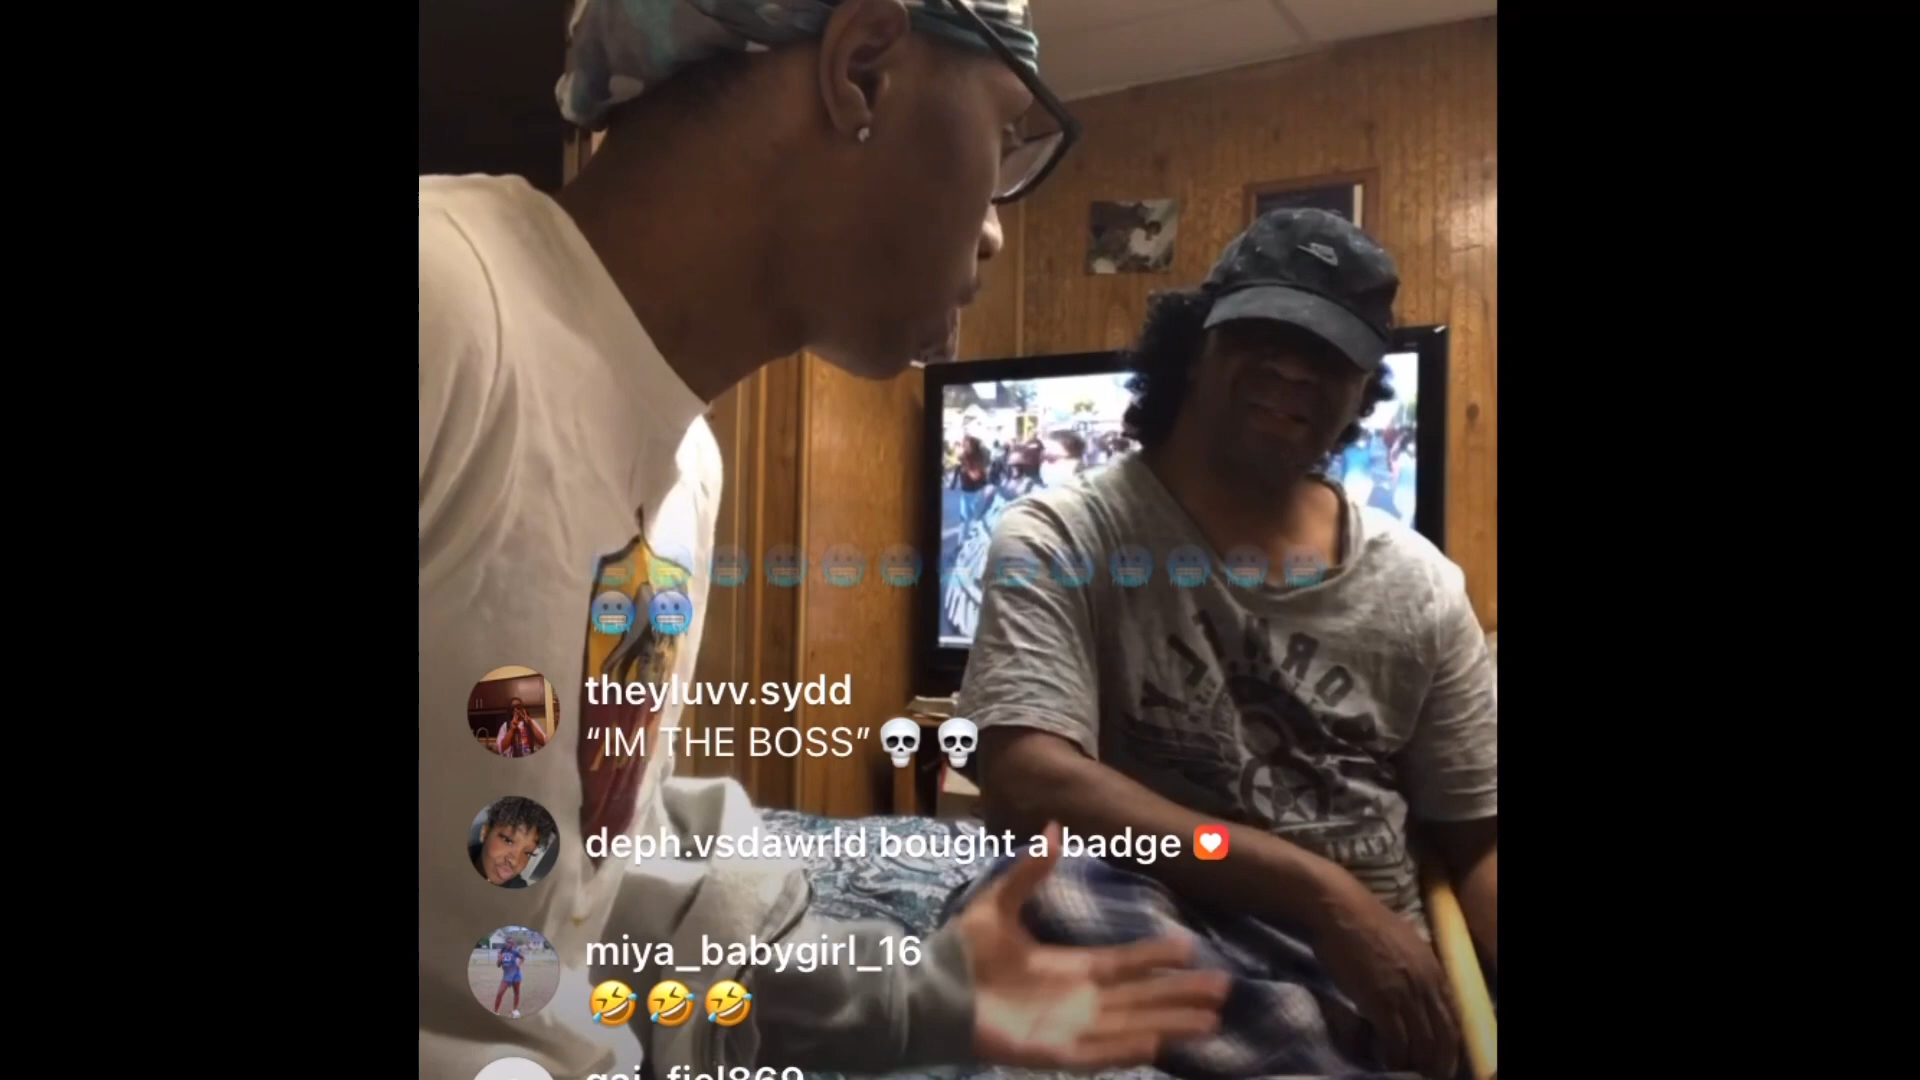 🥶🥶🥶🥶🥶🥶🥶🥶🥶🥶🥶🥶🥶
🥶🥶
theyluvv.sydd
“IM THE BOSS”💀💀
deph.vsdawrld bought a badge
miya_babygirl_16
🤣🤣🤣